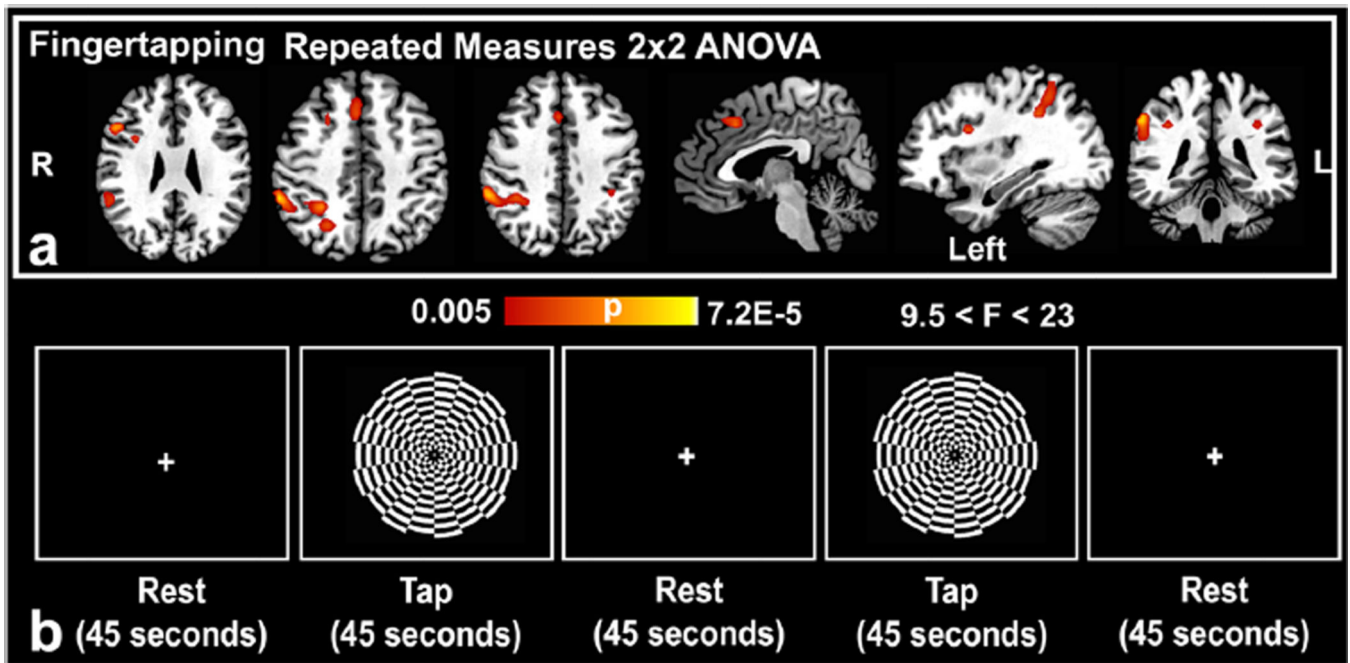 Fingertapping Repeated Measures 2x2 ANOVA
R
L
a
Left
0.005 p 7.2E-5 9.5 < F < 23
+ + +
Rest Tap Rest Tap Rest
b (45 seconds) (45 seconds) (45 seconds) (45 seconds) (45 seconds)